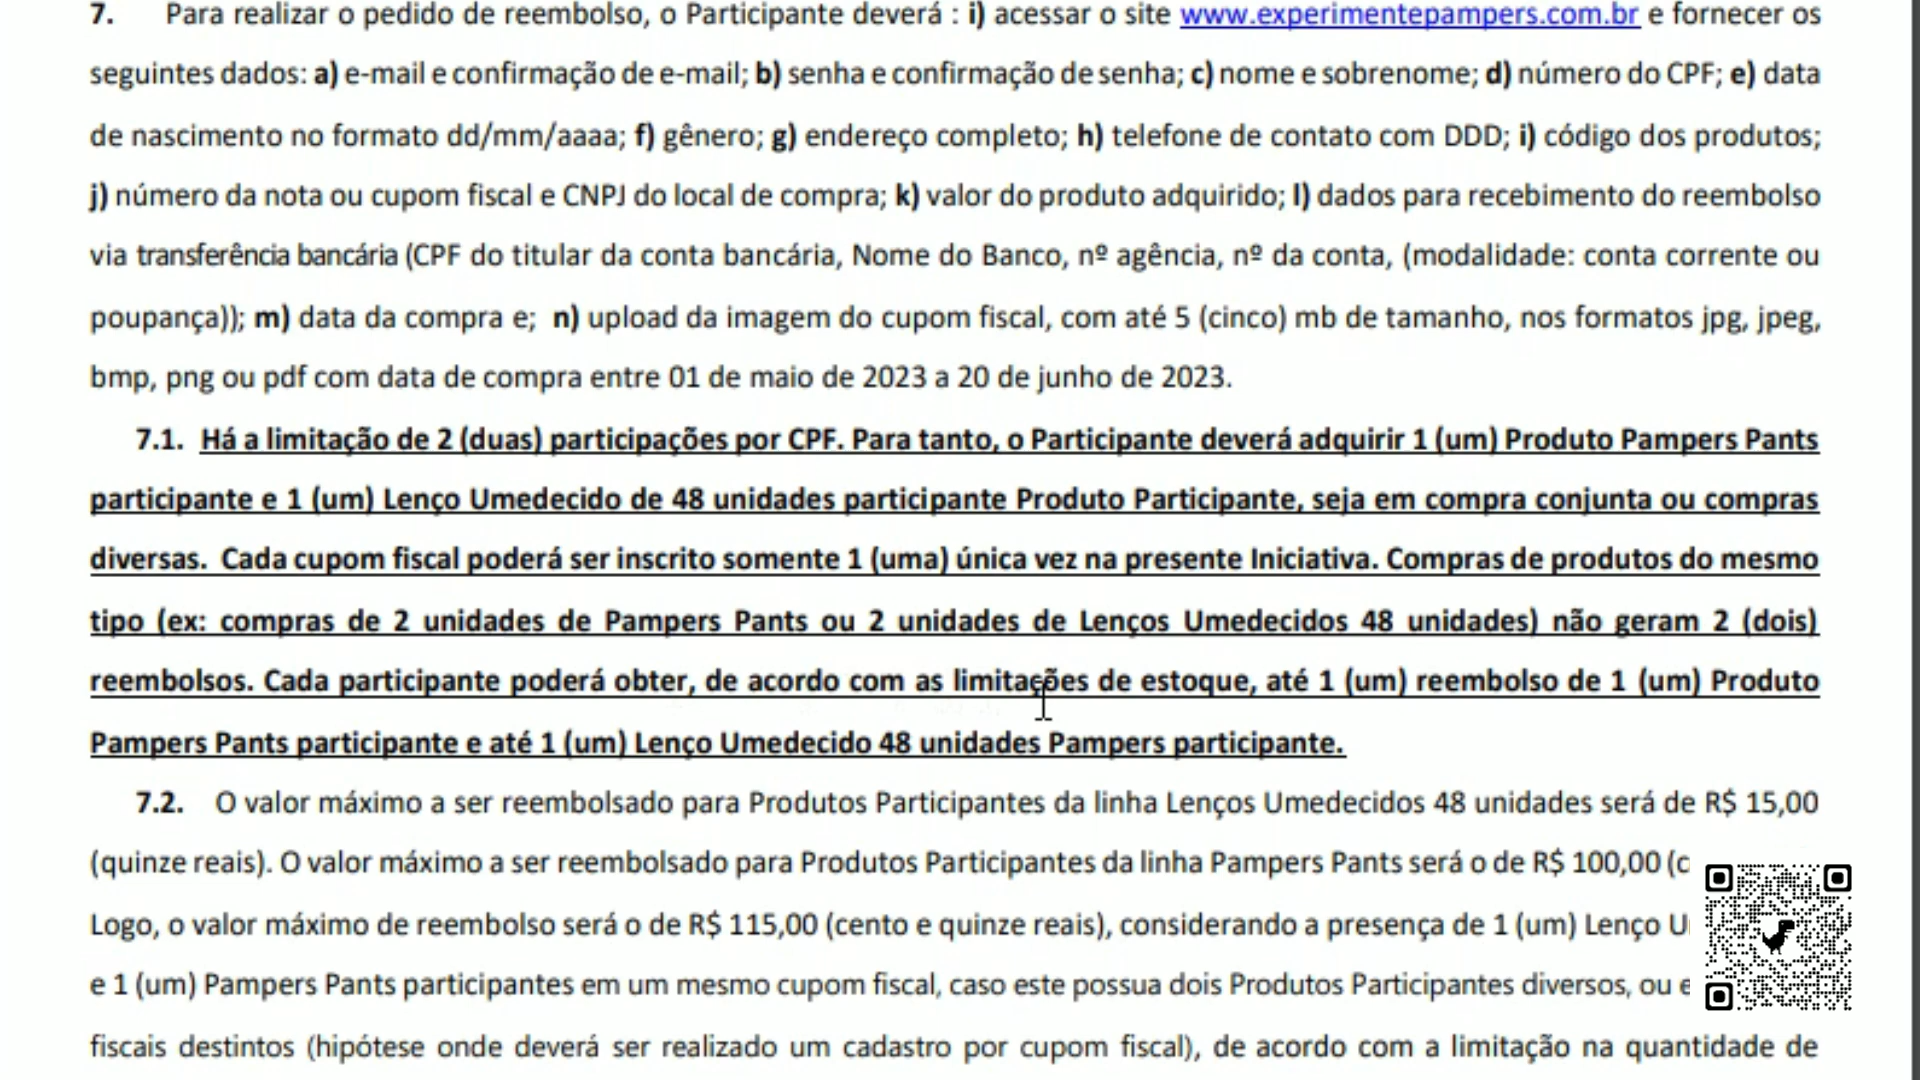 7. Para realizar o pedido de reembolso, o Participante deverá : i) acessar o site www.experimentepampers.com.br e fornecer os
seguintes dados: a) e-mail e confirmação de e-mail; b) senha e confirmação de senha; c) nome e sobrenome; d) número do CPF; e) data
de nascimento no formato dd/mm/aaaa; f) gênero; g) endereço completo; h) telefone de contato com DDD; i) código dos produtos;
j) número da nota ou cupom fiscal e CNPJ do local de compra; k) valor do produto adquirido; l) dados para recebimento do reembolso
via transferência bancária (CPF do titular da conta bancária, Nome do Banco, nº agência, nº da conta, (modalidade: conta corrente ou
poupança)); m) data da compra e; n) upload da imagem do cupom fiscal, com até 5 (cinco) mb de tamanho, nos formatos jpg, jpeg,
bmp, png ou pdf com data de compra entre 01 de maio de 2023 a 20 de junho de 2023.
7.1. Há a limitação de 2 (duas) participações por CPF. Para tanto, o Participante deverá adquirir 1 (um) Produto Pampers Pants
participante e 1 (um) Lenço Umedecido de 48 unidades participante Produto Participante, seja em compra conjunta ou compras
diversas. Cada cupom fiscal poderá ser inscrito somente 1 (uma) única vez na presente Iniciativa. Compras de produtos do mesmo
tipo (ex: compras de 2 unidades de Pampers Pants ou 2 unidades de Lenços Umedecidos 48 unidades) não geram 2 (dois)
reembolsos. Cada participante poderá obter, de acordo com as limitações de estoque, até 1 (um) reembolso de 1 (um) Produto
Pampers Pants participante e até 1 (um) Lenço Umedecido 48 unidades Pampers participante.
7.2. O valor máximo a ser reembolsado para Produtos Participantes da linha Lenços Umedecidos 48 unidades será de R$ 15,00
(quinze reais). O valor máximo a ser reembolsado para Produtos Participantes da linha Pampers Pants será o de R$ 100,00 (c
Logo, o valor máximo de reembolso será o de R$ 115,00 (cento e quinze reais), considerando a presença de 1 (um) Lenço U
e 1 (um) Pampers Pants participantes em um mesmo cupom fiscal, caso este possua dois Produtos Participantes diversos, ou e
fiscais destintos (hipótese onde deverá ser realizado um cadastro por cupom fiscal), de acordo com a limitação na quantidade de